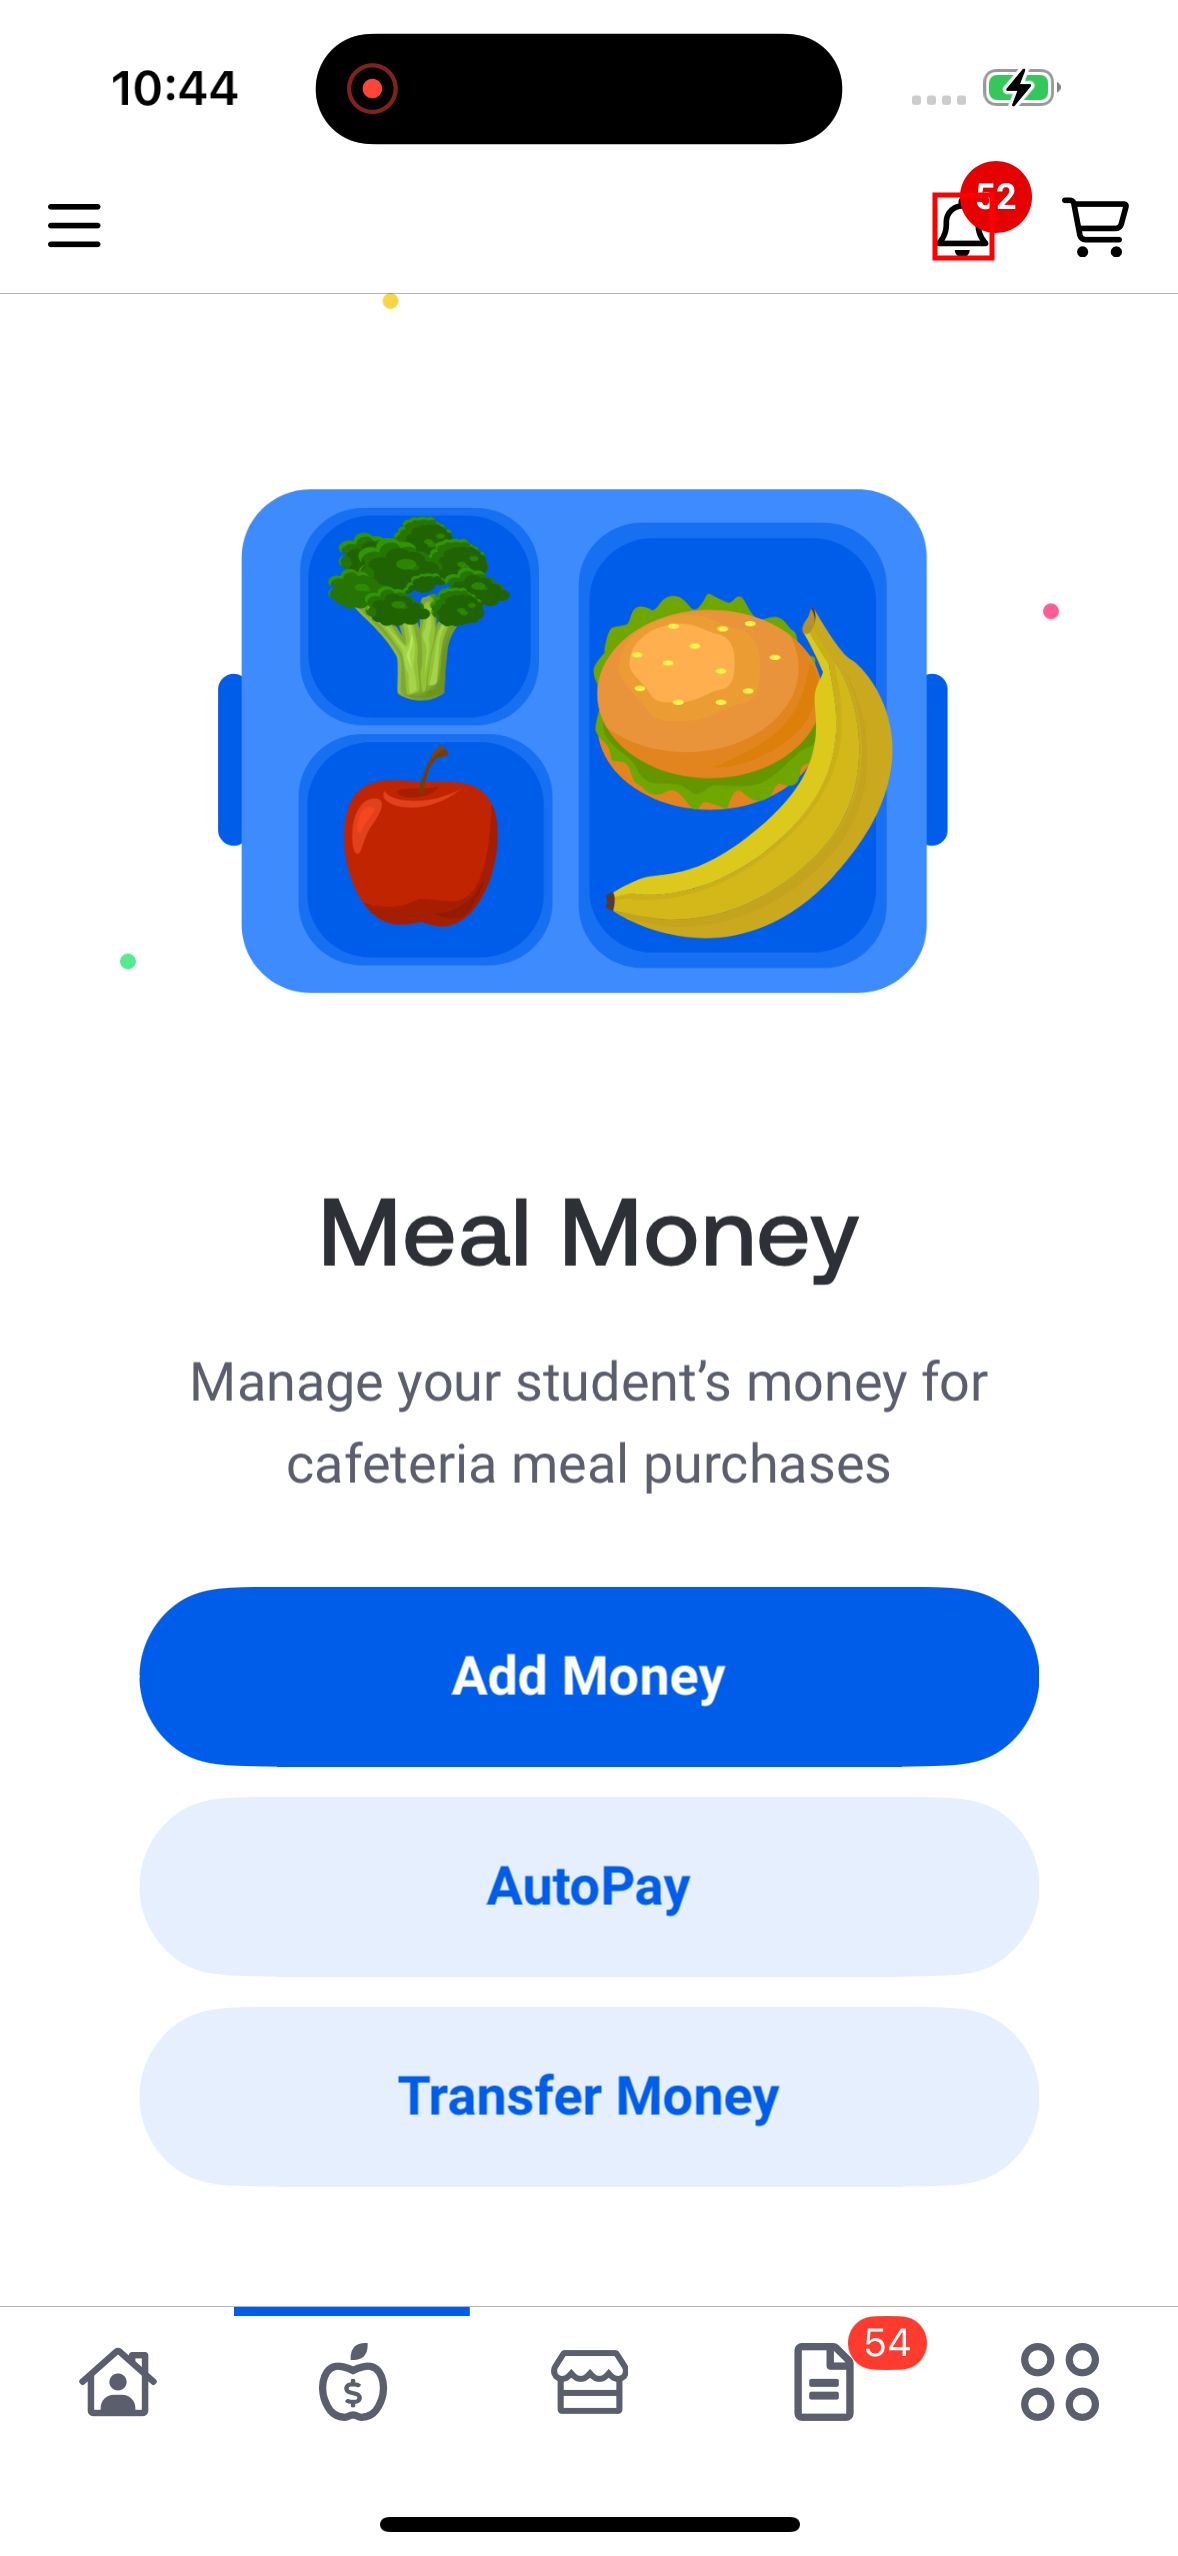 10:44
52
Meal Money
Manage your student’s money for
cafeteria meal purchases
Add Money
AutoPay
Transfer Money
$
54